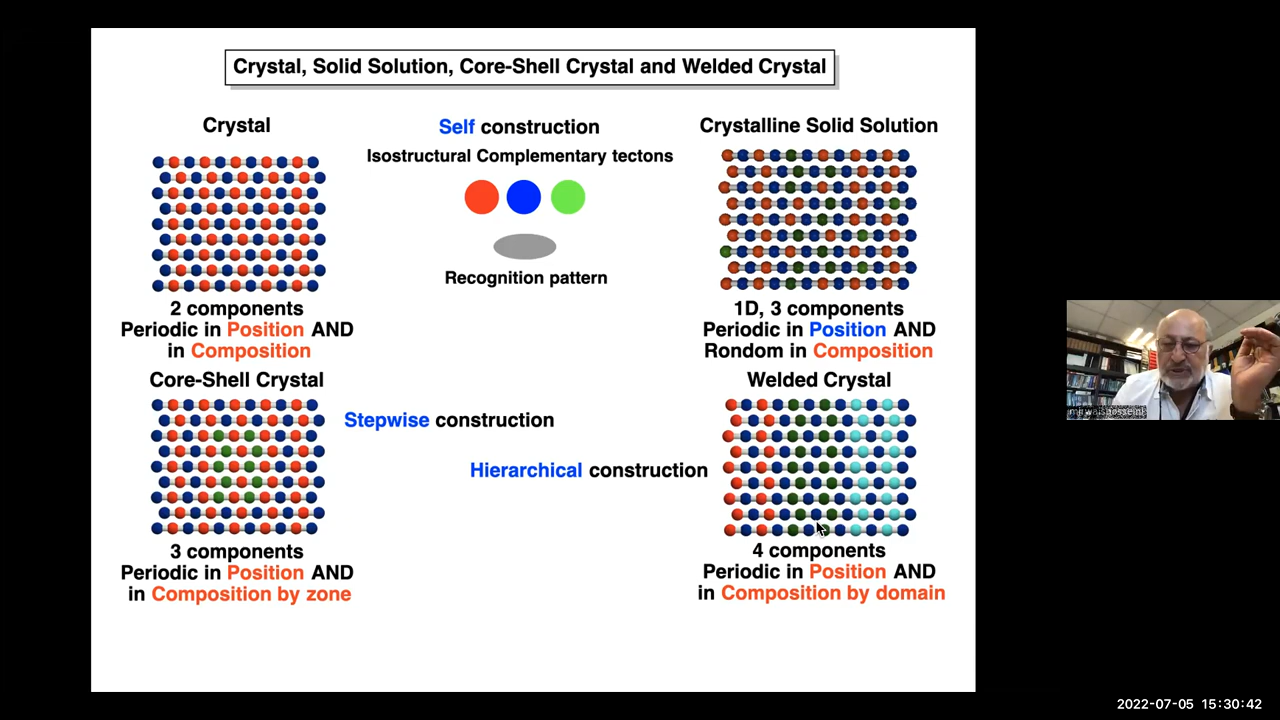 Crystal, Solid Solution, Core-Shell Crystal and Welded Crystal
Crystal
Self construction
Isostructural Complementary tectons
Recognition pattern
Crystalline Solid Solution
2 components
Periodic in Position AND
in Composition
1D, 3 components
Periodic in Position AND
Rondom in Composition
Core-Shell Crystal
Stepwise construction
Hierarchical construction
Welded Crystal
3 components
Periodic in Position AND
in Composition by zone
4 components
Periodic in Position AND
in Composition by domain
2022-07-05 15:30:42